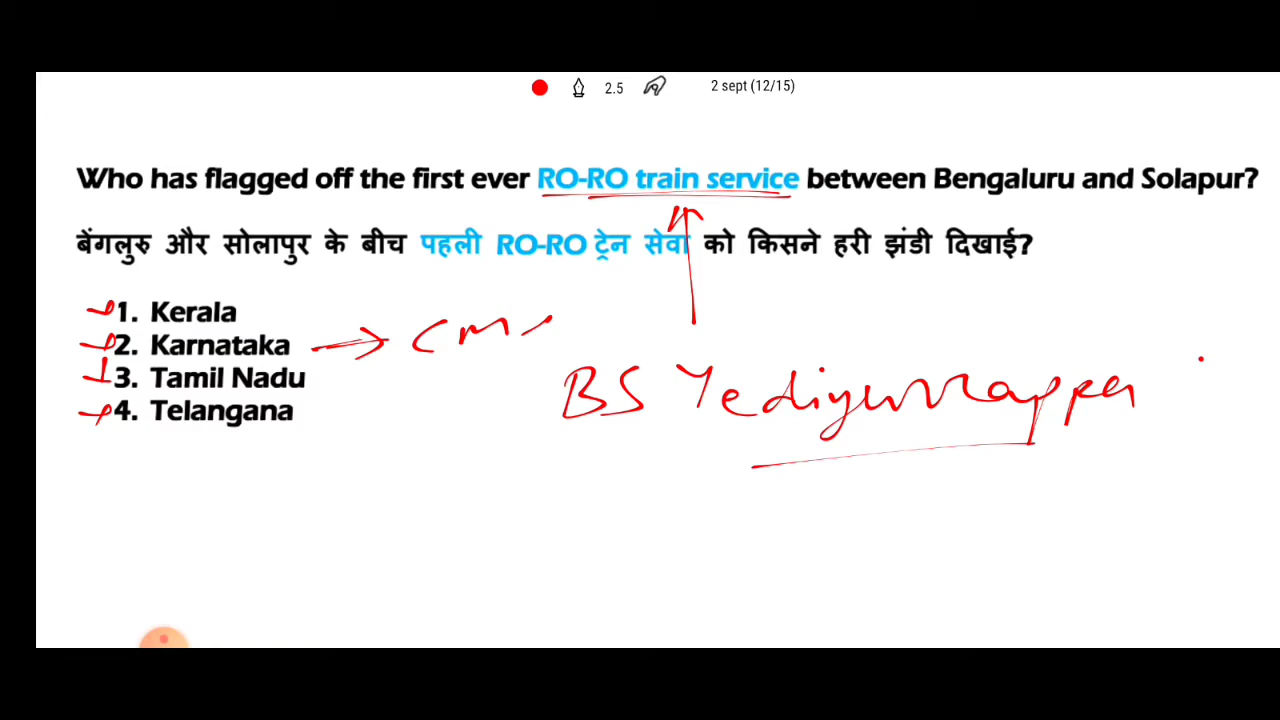 2.5 2 sept (12/15)
Who has flagged off the first ever RO-RO train service between Bengaluru and Solapur?
बेंगलुरु और सोलापुर के बीच पहली RO-RO ट्रेन सेवा को किसने हरी झंडी दिखाई?
1. Kerala
2. Karnataka → CM
3. Tamil Nadu
4. Telangana
BS Yediyurrappa